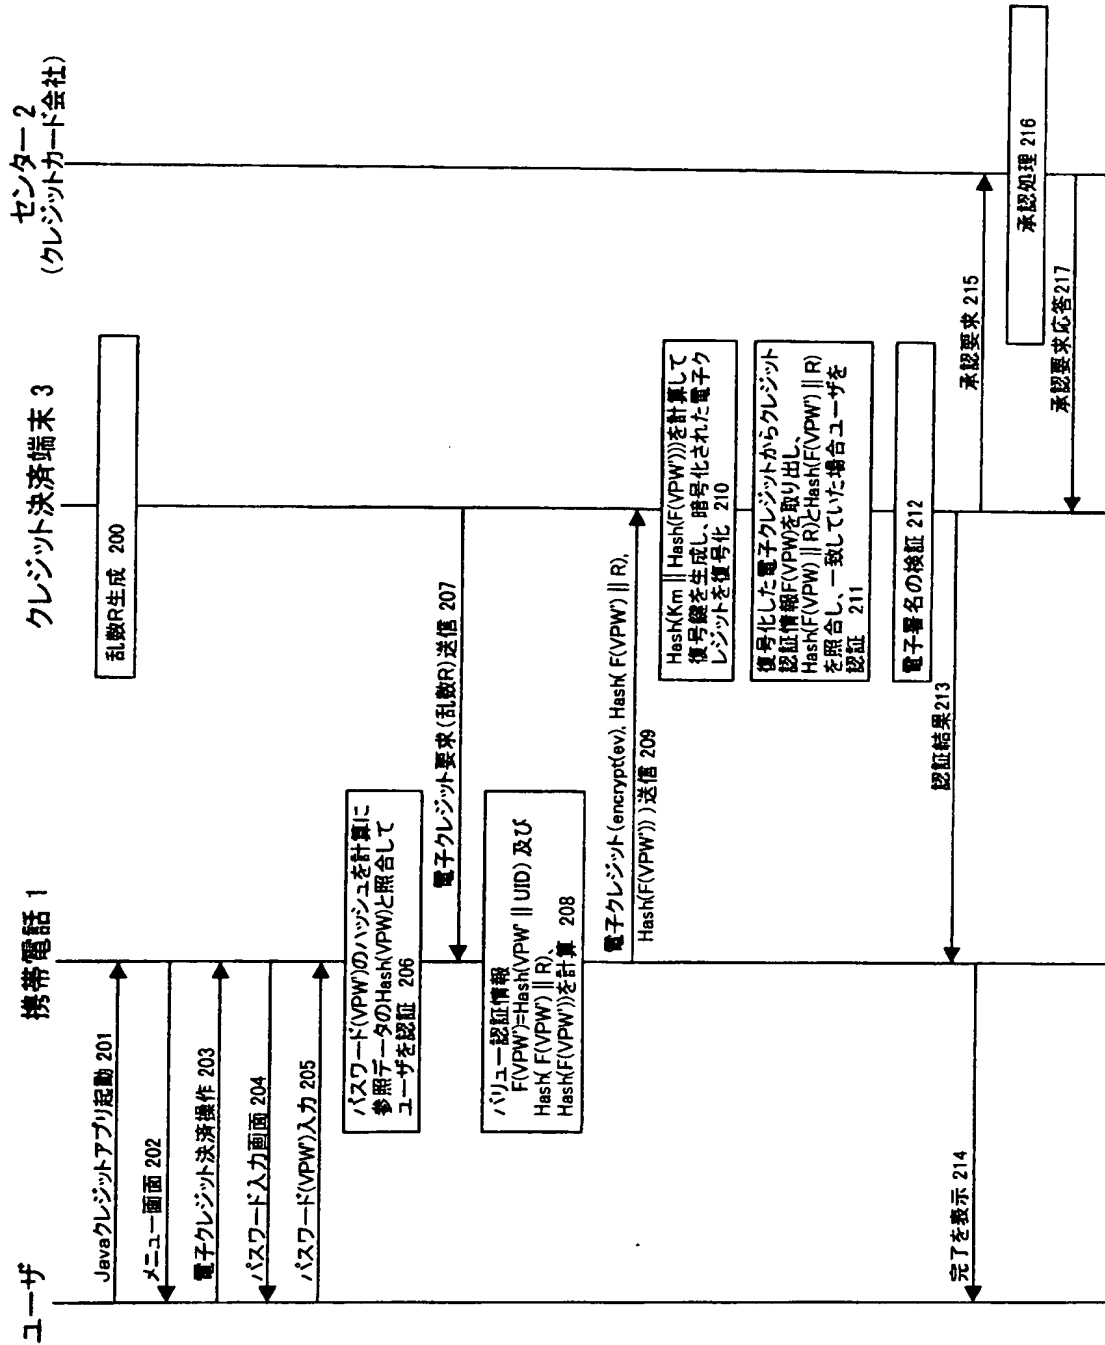 ユーザ
携帯電話 1
クレジット決済端末 3
センター 2
(クレジットカード会社)
乱数R生成 200
Javaクレジットアプリ起動 201
メニュー画面 202
電子クレジット決済操作 203
パスワード入力画面 204
パスワード(VPW')入力 205
パスワード(VPW')のハッシュを計算に
参照データのHash(VPW)と照合して
ユーザを認証 206
電子クレジット要求(乱数R)送信 207
バリュー認証情報
F(VPW')=Hash(VPW' || UID) 及び
Hash( F(VPW') || R)、
Hash(F(VPW'))を計算 208
電子クレジット(encrypt(ev), Hash( F(VPW') || R),
Hash(F(VPW')) )送信 209
Hash(Km || Hash(F(VPW')))を計算して
復号鍵を生成し、暗号化された電子ク
レジットを復号化 210
復号化した電子クレジットからクレジット
認証情報F(VPW)を取り出し、
Hash(F(VPW) || R)とHash(F(VPW') || R)
を照合し、一致していた場合ユーザを
認証 211
電子署名の検証 212
認証結果213
完了を表示 214
承認要求 215
承認処理 216
承認要求応答217